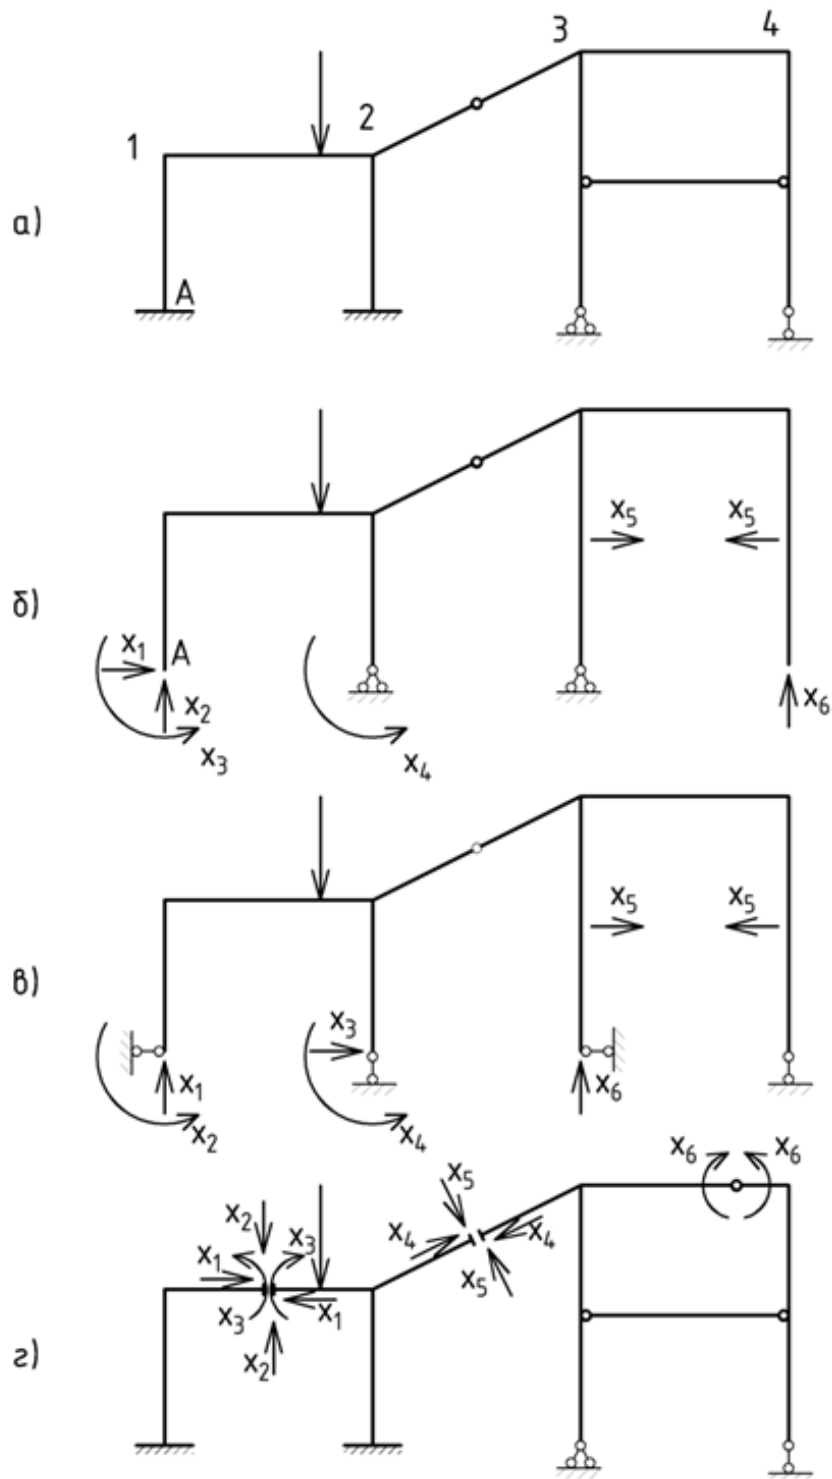 3 4
1 2
а)
A
б)
x₅ x₅
x₁ A
x₂
x₃ x₄
x₆
в)
x₅ x₅
x₃
x₁
x₂ x₄
x₆
г)
x₆ x₆
x₅
x₂ x₃ x₄ x₄
x₁
x₅
x₃ x₁
x₂